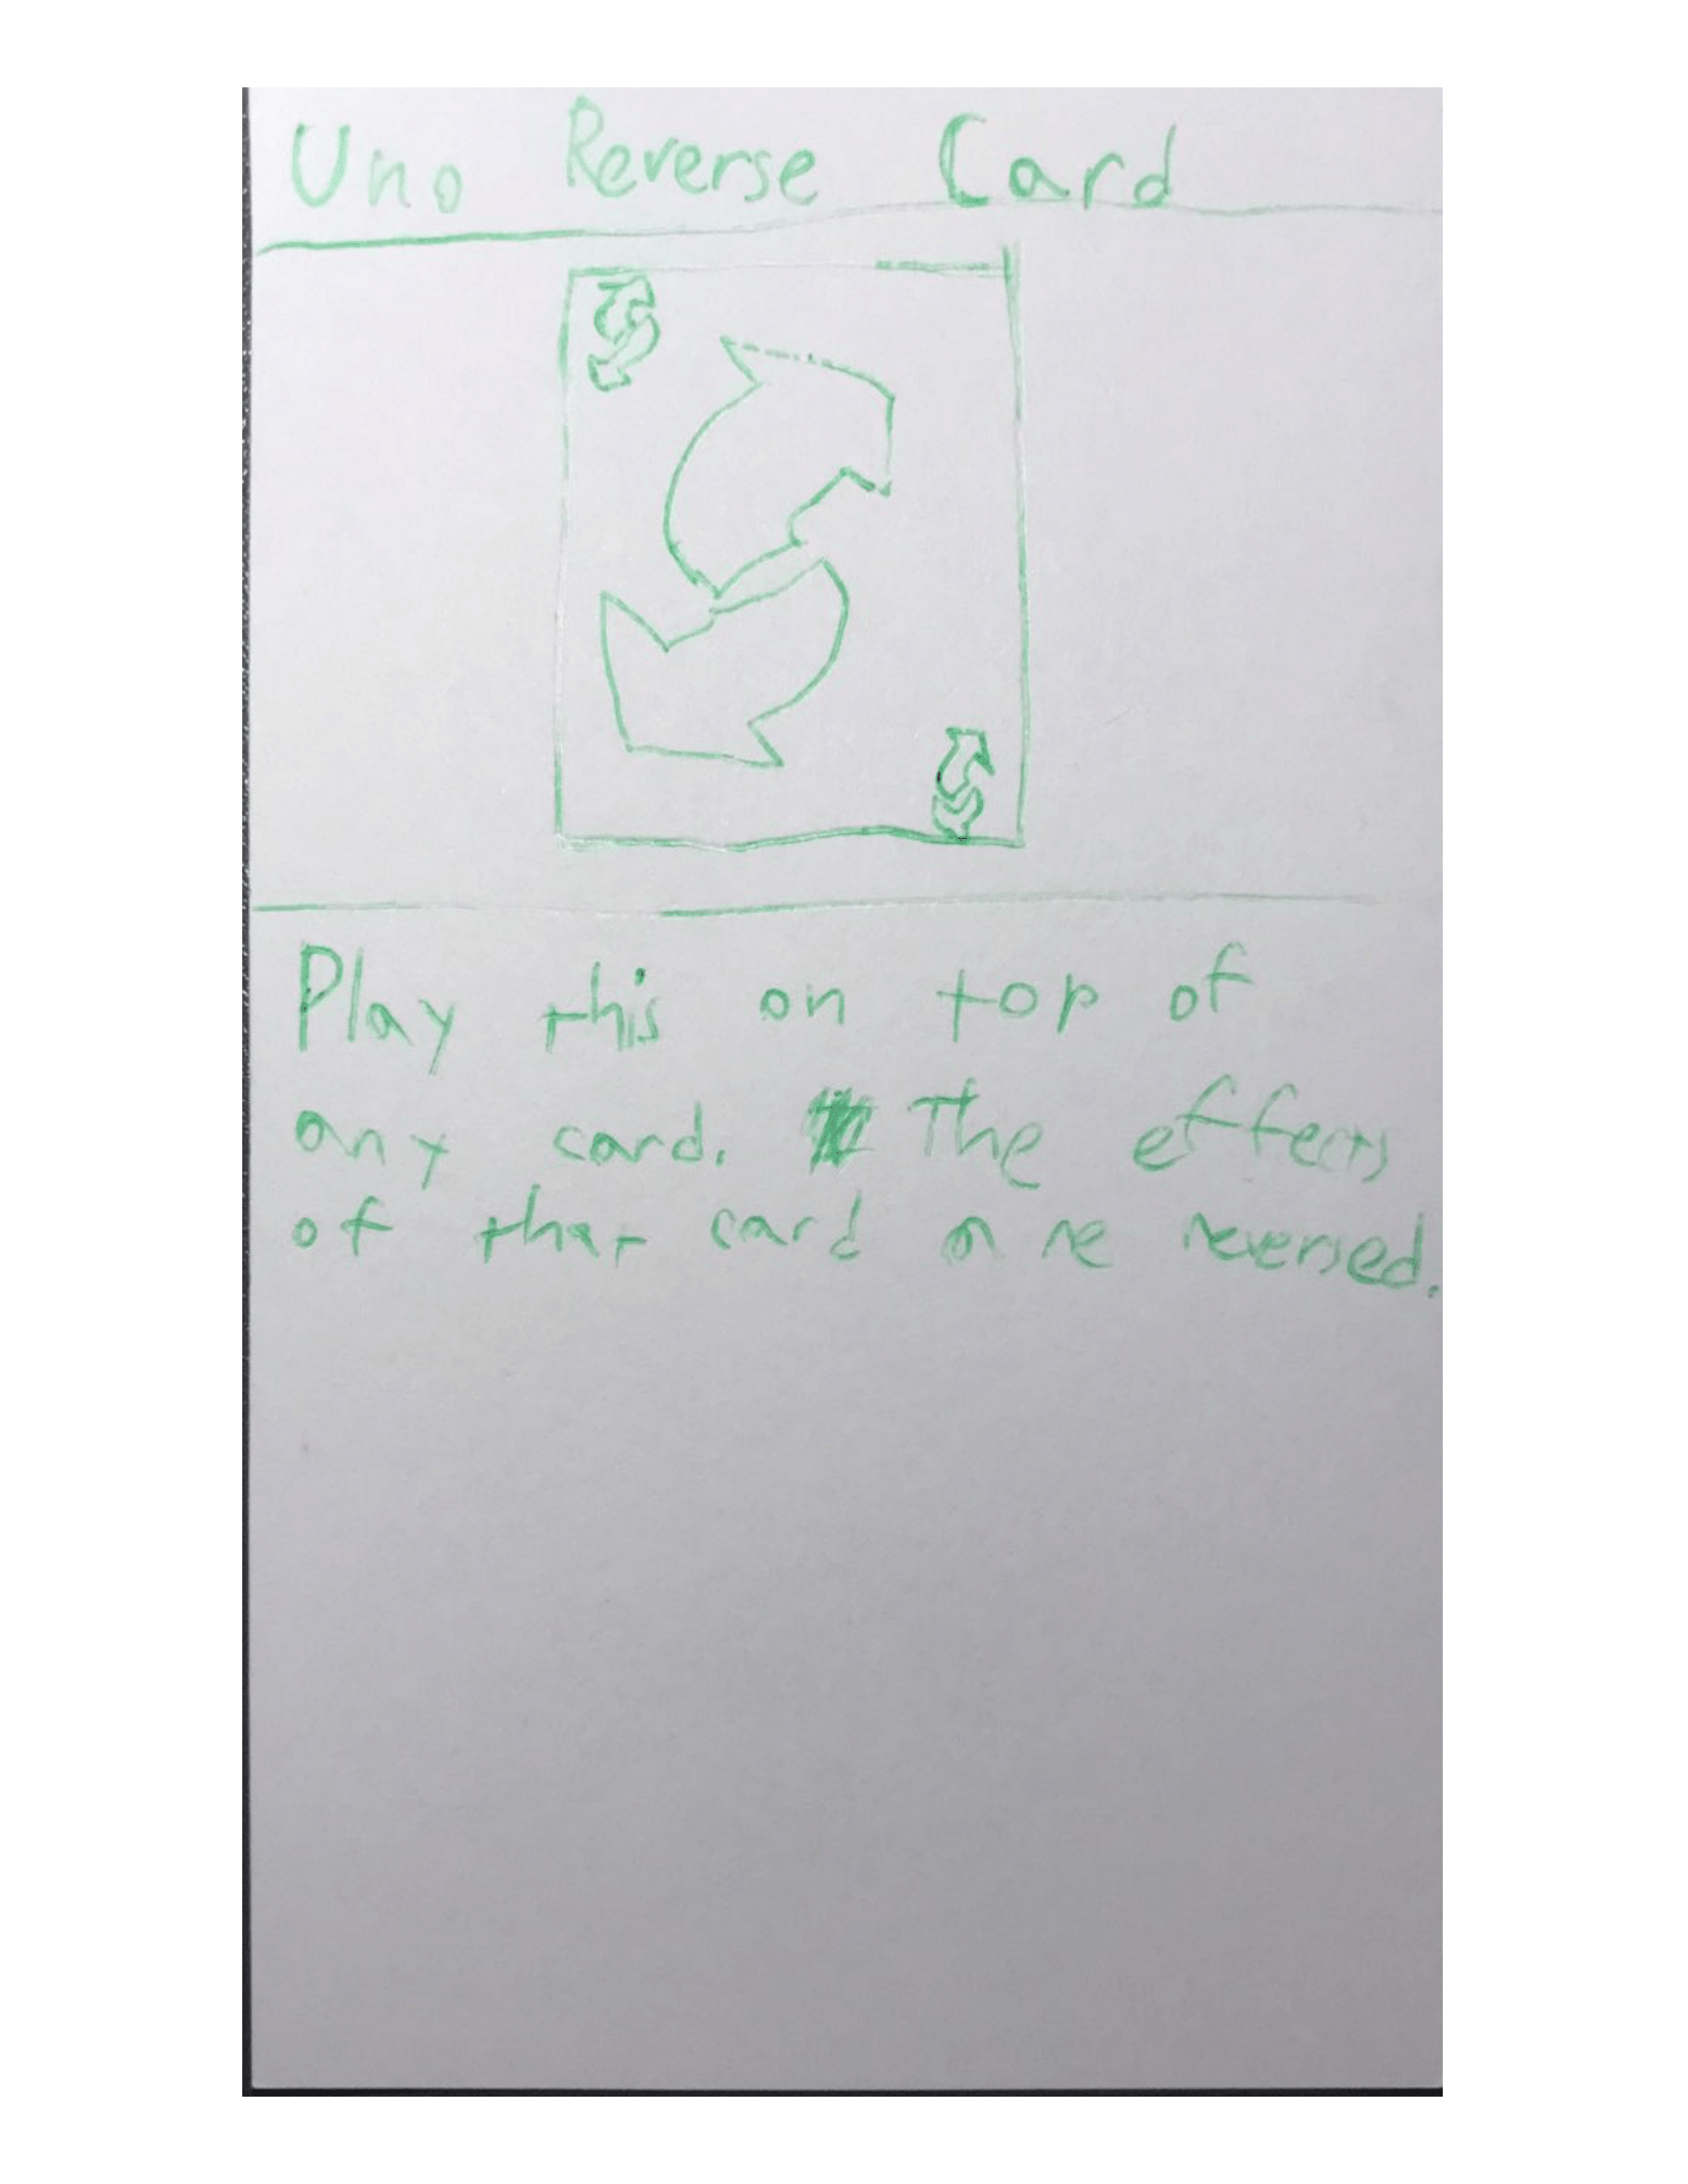 Uno Reverse Card
Play this on top of
any card. The effects
of that card are reversed.